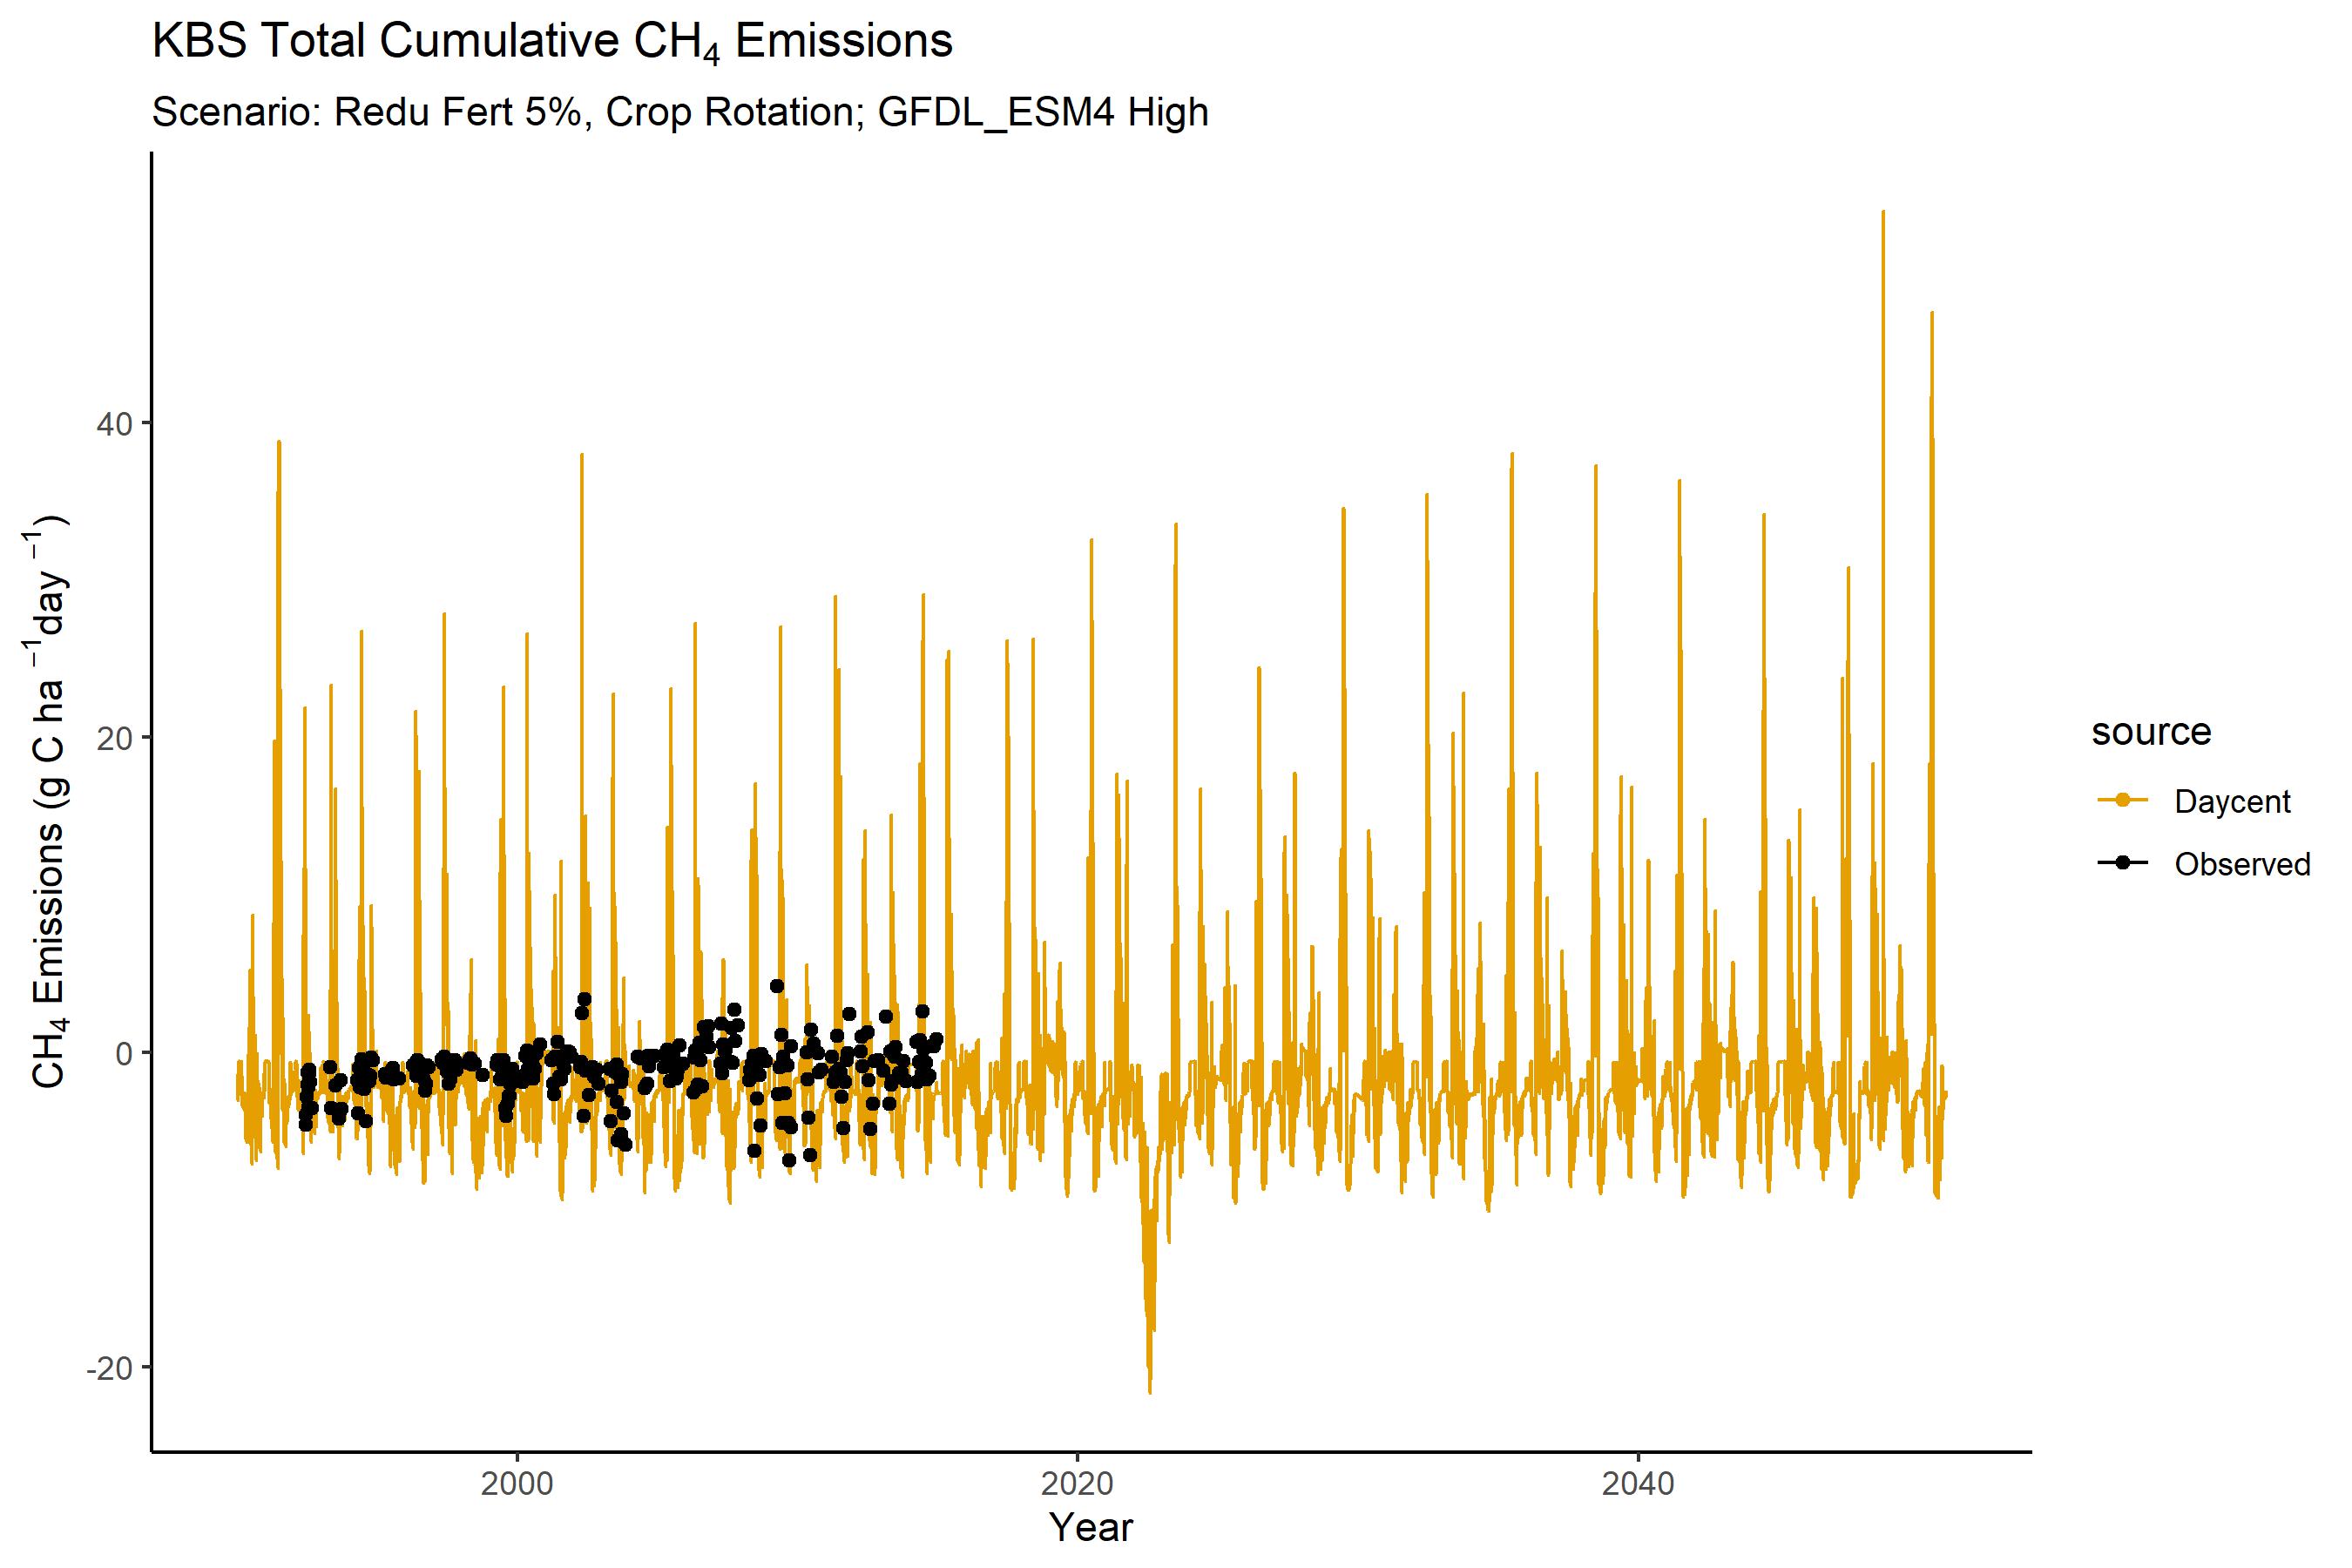 KBS Total Cumulative CH₄ Emissions
Scenario: Redu Fert 5%, Crop Rotation; GFDL_ESM4 High
CH₄ Emissions (g C ha ⁻¹day ⁻¹)
40
20
0
-20
2000
2020
2040
Year
source
Daycent
Observed